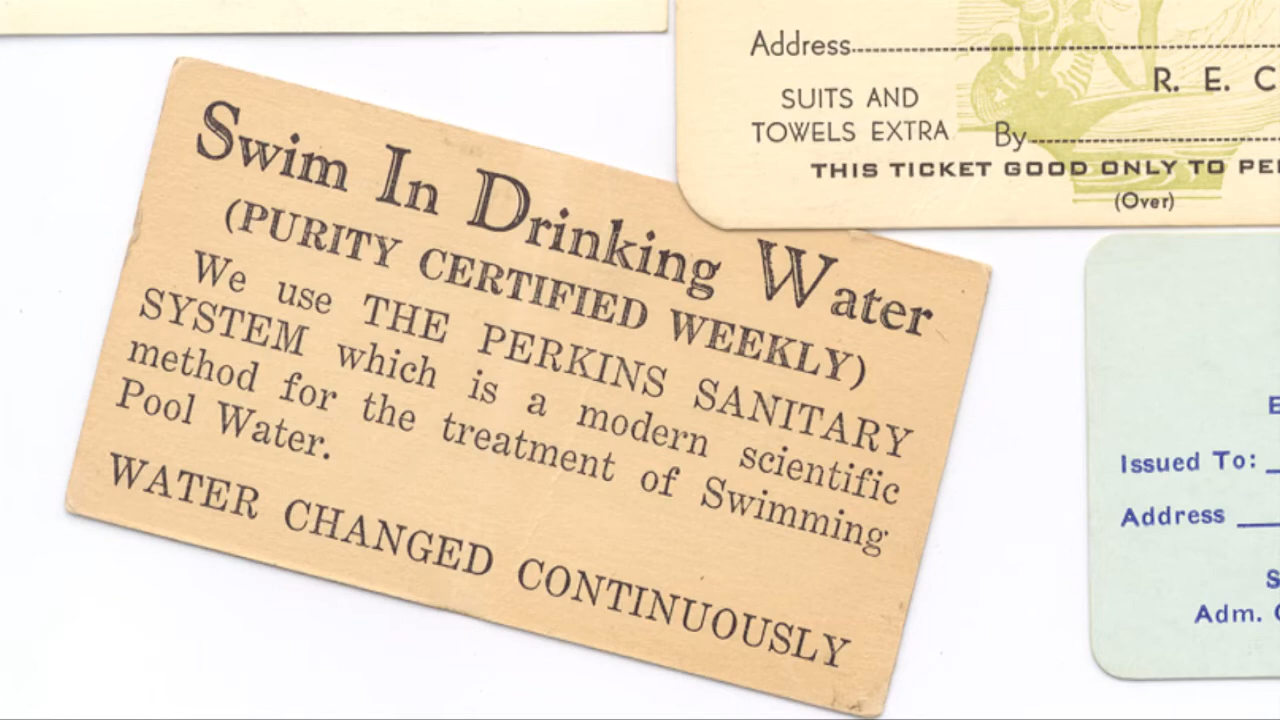 Swim In Drinking Water
(PURITY CERTIFIED WEEKLY)
We use THE PERKINS SANITARY
SYSTEM which is a modern scientific
method for the treatment of Swimming
Pool Water.
WATER CHANGED CONTINUOUSLY
Address
R. E. C
SUITS AND
TOWELS EXTRA
By
THIS TICKET GOOD ONLY TO PE
(Over)
E
Issued To:
Address
S
Adm. C